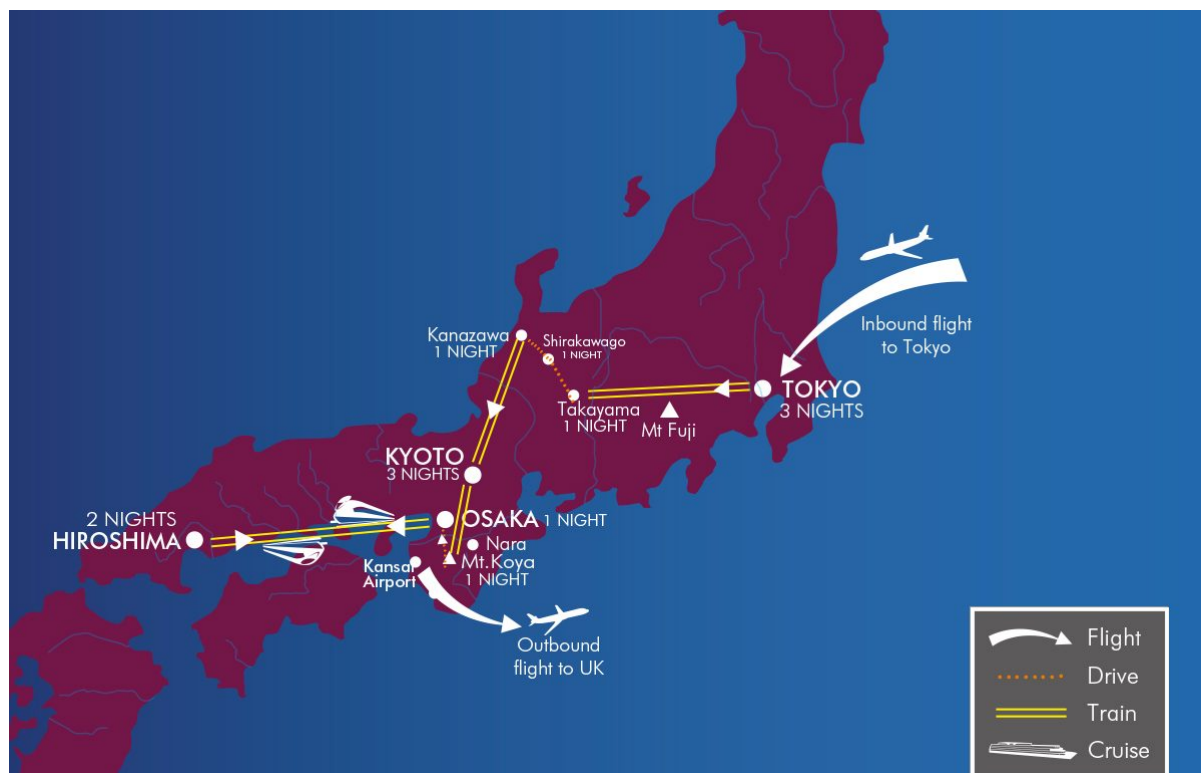 Inbound flight
to Tokyo
Kanazawa
1 NIGHT
Shirakawago
1 NIGHT
TOKYO
3 NIGHTS
Takayama
1 NIGHT
Mt Fuji
KYOTO
3 NIGHTS
2 NIGHTS
HIROSHIMA
OSAKA 1 NIGHT
Nara
Mt.Koya
1 NIGHT
Kansai
Airport
Outbound
flight to UK
Flight
Drive
Train
Cruise